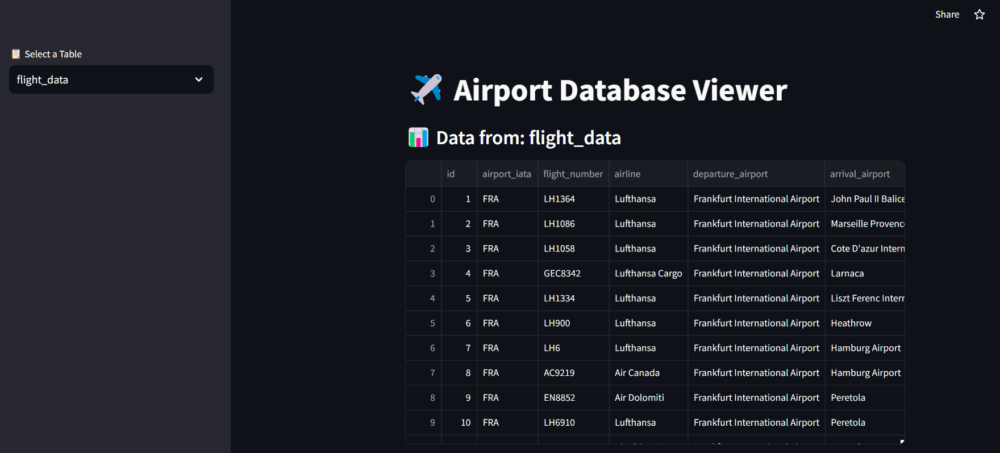 Share
Select a Table
flight_data
Airport Database Viewer
Data from: flight_data
id airport_iata flight_number airline departure_airport arrival_airport
0 1 FRA LH1364 Lufthansa Frankfurt International Airport John Paul II Balice
1 2 FRA LH1086 Lufthansa Frankfurt International Airport Marseille Provenc
2 3 FRA LH1058 Lufthansa Frankfurt International Airport Cote D'azur Intern
3 4 FRA GEC8342 Lufthansa Cargo Frankfurt International Airport Larnaca
4 5 FRA LH1334 Lufthansa Frankfurt International Airport Liszt Ferenc Inter
5 6 FRA LH900 Lufthansa Frankfurt International Airport Heathrow
6 7 FRA LH6 Lufthansa Frankfurt International Airport Hamburg Airport
7 8 FRA AC9219 Air Canada Frankfurt International Airport Hamburg Airport
8 9 FRA EN8852 Air Dolomiti Frankfurt International Airport Peretola
9 10 FRA LH6910 Lufthansa Frankfurt International Airport Peretola